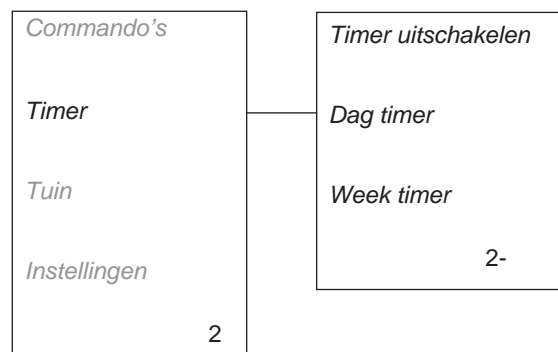 Commando's
Timer
Tuin
Instellingen
2
Timer uitschakelen
Dag timer
Week timer
2-